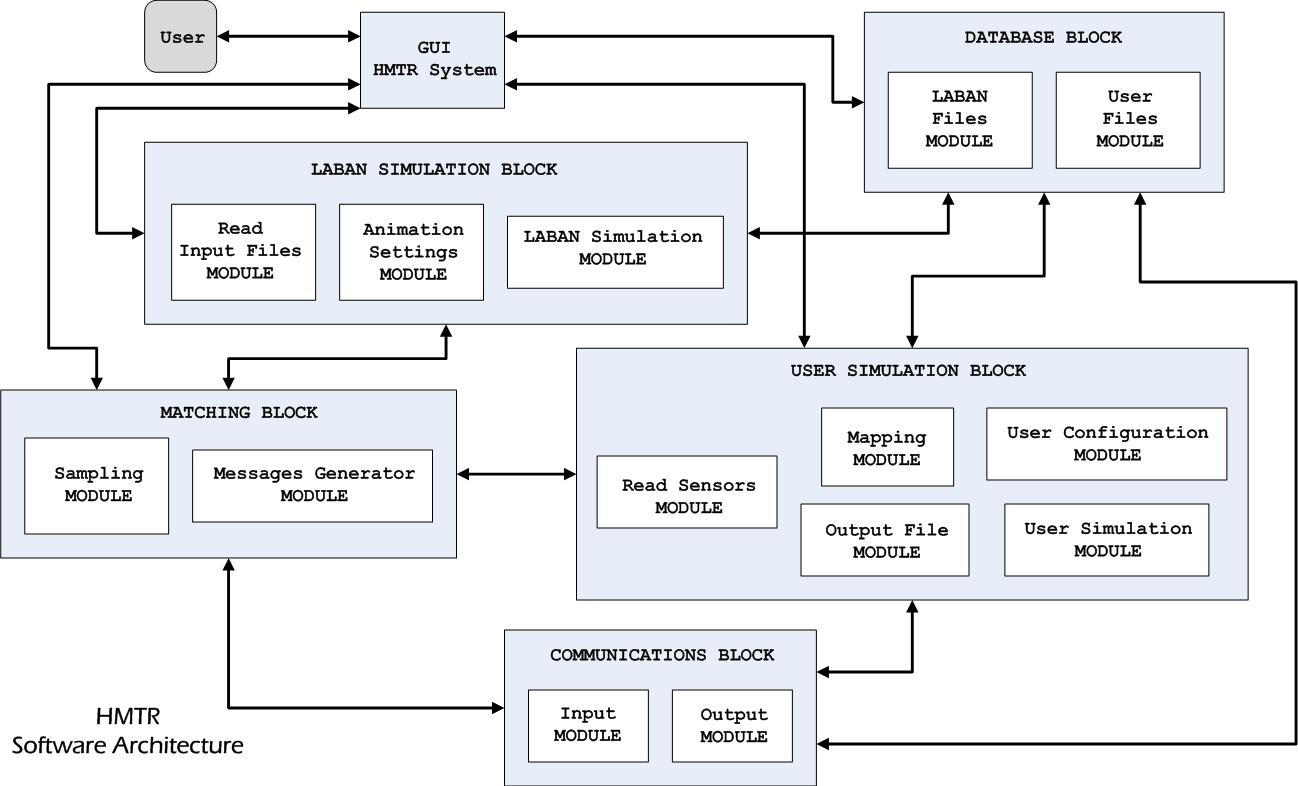 User
GUI
HMTR System
DATABASE BLOCK
LABAN
Files
MODULE
User
Files
MODULE
LABAN SIMULATION BLOCK
Read
Input Files
MODULE
Animation
Settings
MODULE
LABAN Simulation
MODULE
MATCHING BLOCK
Sampling
MODULE
Messages Generator
MODULE
USER SIMULATION BLOCK
Read Sensors
MODULE
Mapping
MODULE
User Configuration
MODULE
Output File
MODULE
User Simulation
MODULE
COMMUNICATIONS BLOCK
Input
MODULE
Output
MODULE
HMTR
Software Architecture